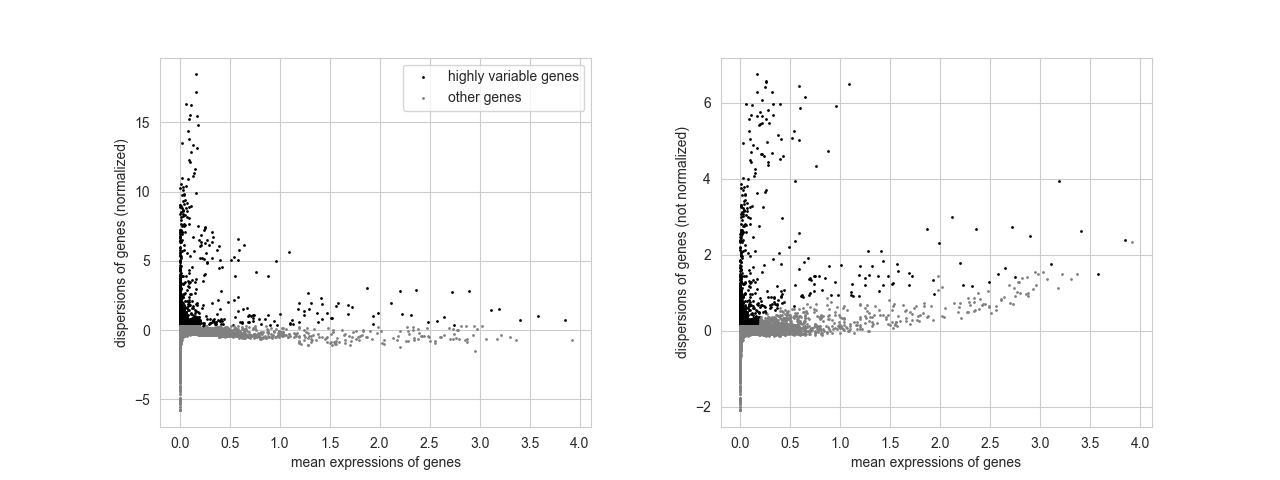 highly variable genes
other genes
dispersions of genes (normalized)
15
10
5
0
−5
0.0 0.5 1.0 1.5 2.0 2.5 3.0 3.5 4.0
mean expressions of genes
dispersions of genes (not normalized)
6
4
2
0
−2
0.0 0.5 1.0 1.5 2.0 2.5 3.0 3.5 4.0
mean expressions of genes